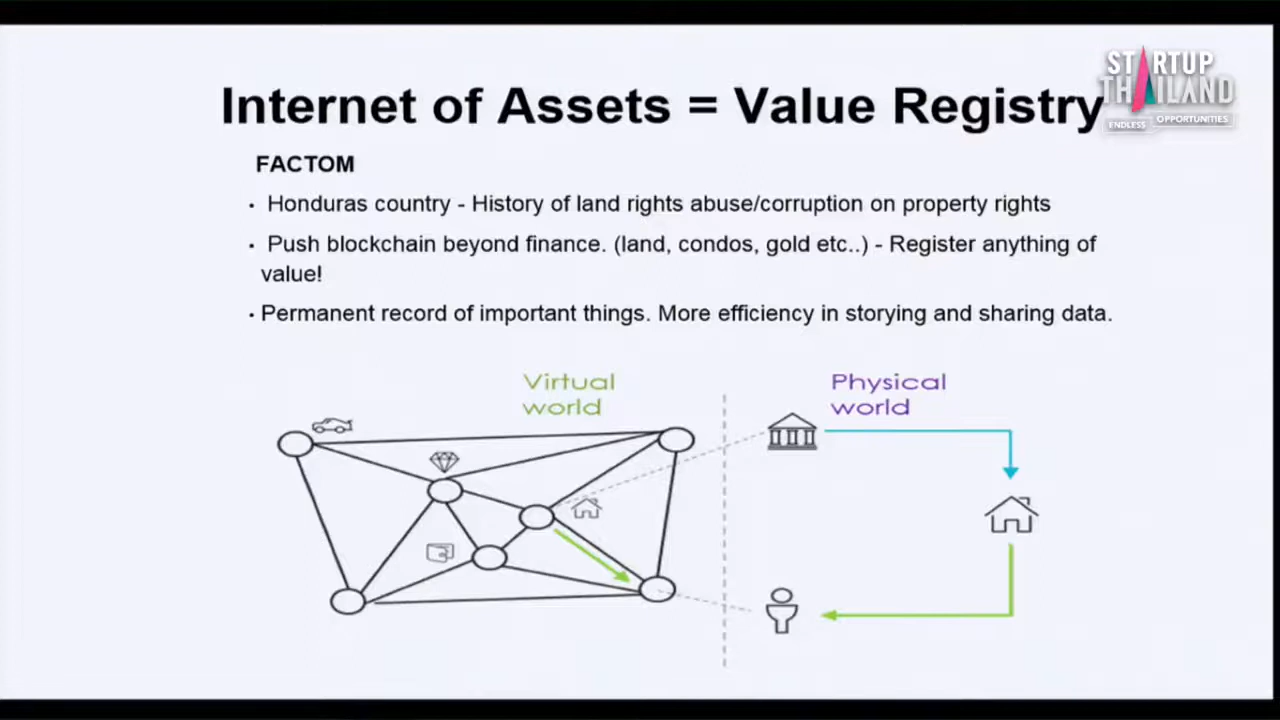 STARTUP
THAILAND
ENDLESS OPPORTUNITIES
Internet of Assets = Value Registry
FACTOM
• Honduras country - History of land rights abuse/corruption on property rights
• Push blockchain beyond finance. (land, condos, gold etc..) - Register anything of
value!
• Permanent record of important things. More efficiency in storying and sharing data.
Virtual
world
Physical
world